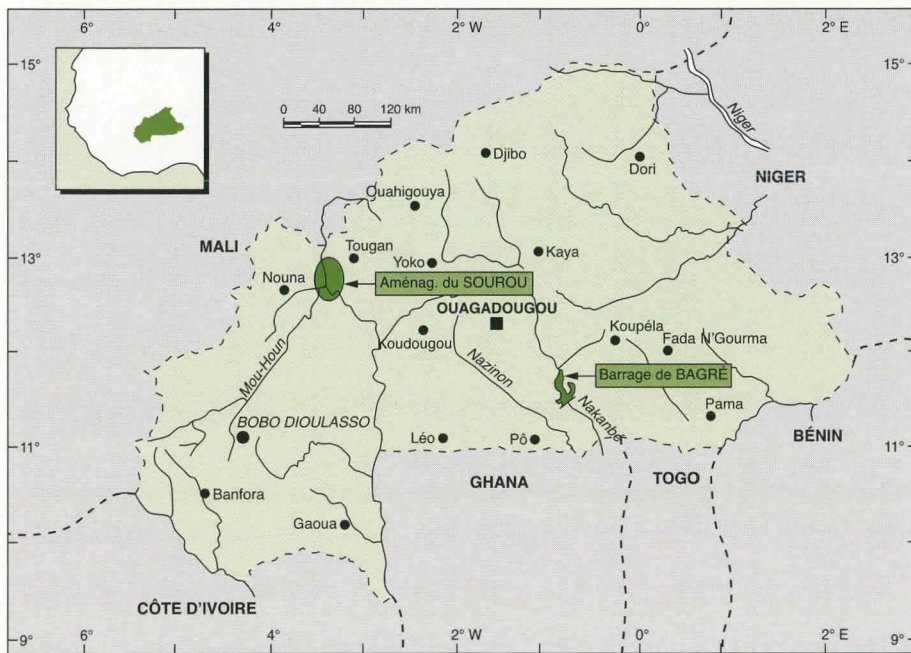 6° 4° 2° W 0° 2° E
15° 15°
0 40 80 120 km
Niger
Djibo
Dori
NIGER
Ouahigouya
MALI
13° 13°
Tougan
Yoko
Kaya
Nouna
Aménag. du SOUROU
OUAGADOUGOU
Koudougou
Koupéla
Fada N'Gourma
Mou-Houn
Nazinon
Barrage de BAGRÉ
Nakanbe
Pama
BOBO DIOULASSO
11° 11°
Léo
Pô
BÉNIN
GHANA
TOGO
Banfora
Gaoua
CÔTE D'IVOIRE
9° 9°
6° 4° 2° W 0° 2° E